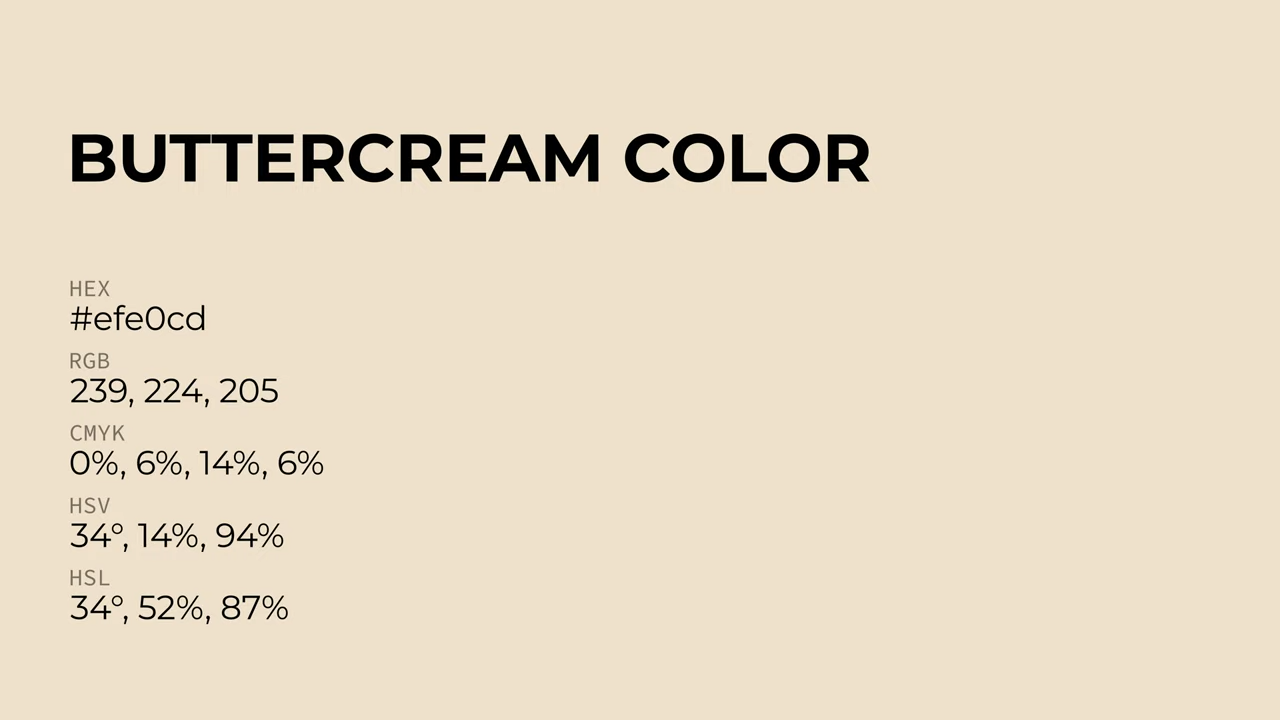 BUTTERCREAM COLOR
HEX
#efe0cd
RGB
239, 224, 205
CMYK
0%, 6%, 14%, 6%
HSV
34°, 14%, 94%
HSL
34°, 52%, 87%